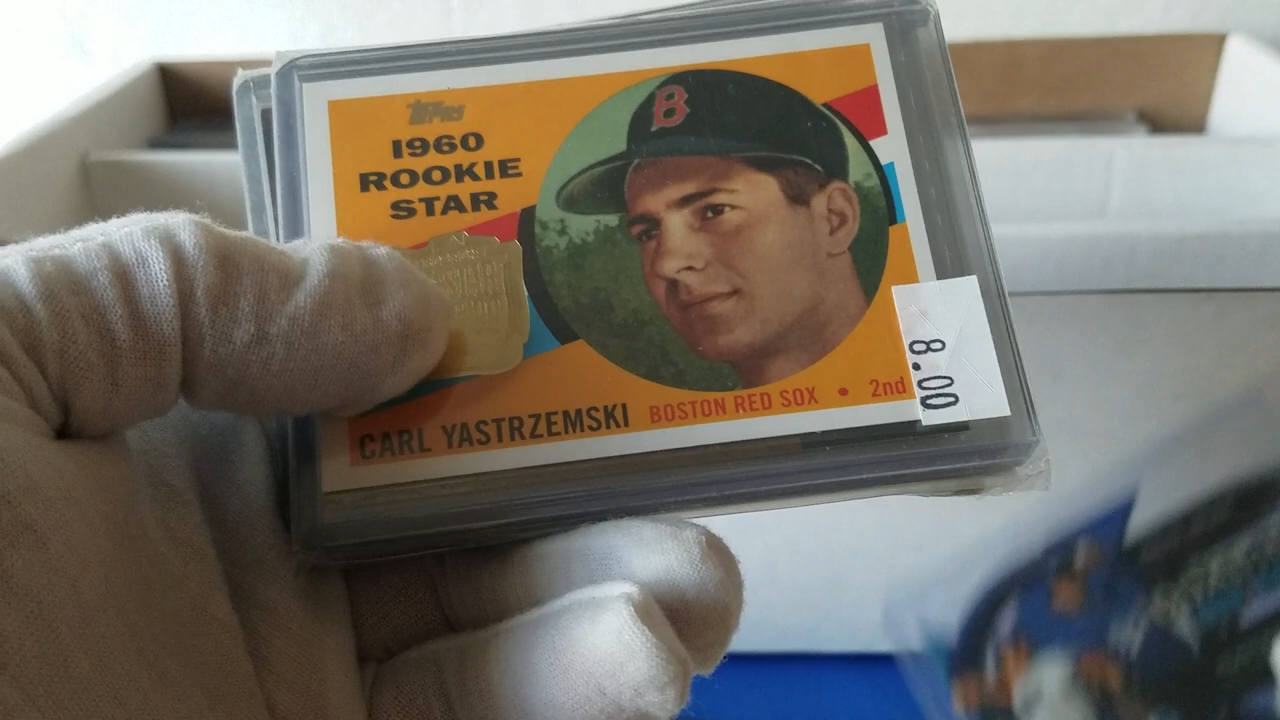 Topps
1960
ROOKIE
STAR
B
CARL YASTRZEMSKI BOSTON RED SOX • 2nd
8.00